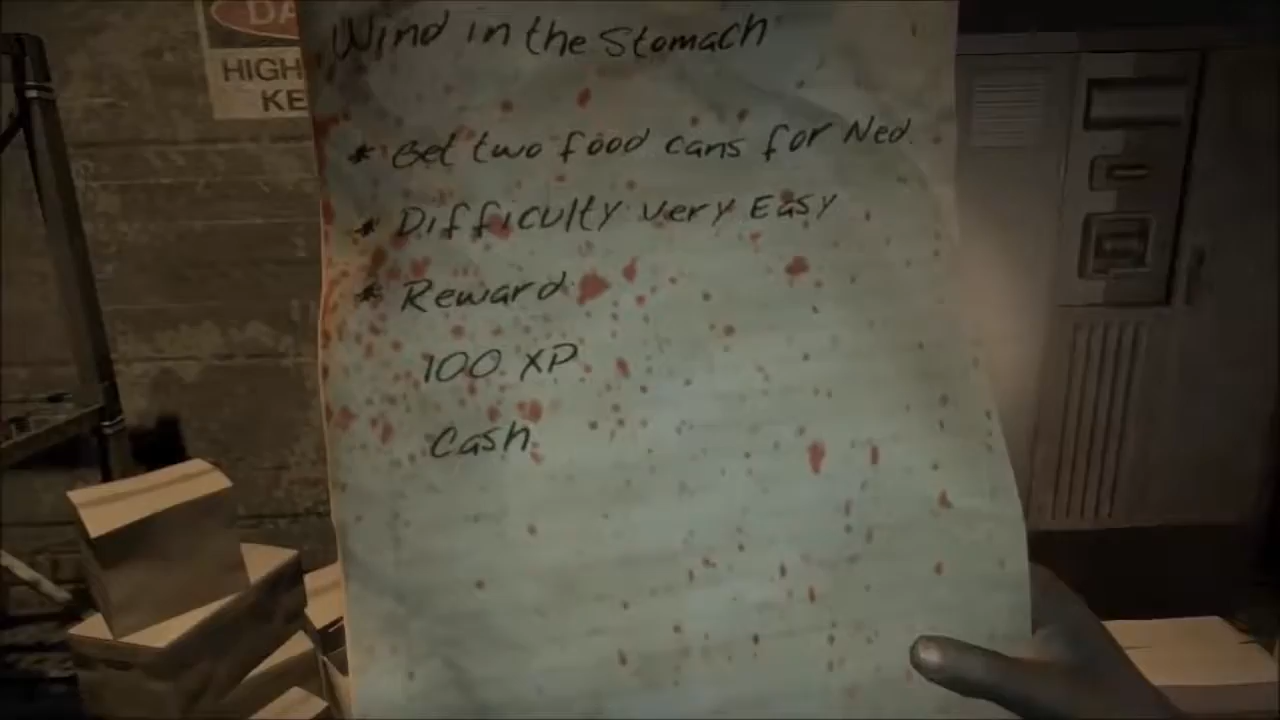 DA
HIGH
KE
Wind in the Stomach
* Get two food cans for Ned.
* Difficulty very Easy
* Reward
100 XP
Cash